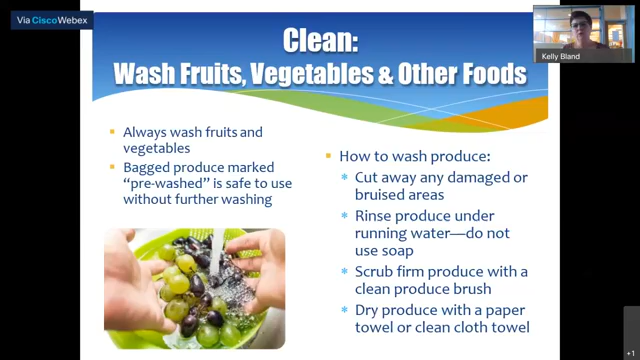 Via Cisco Webex
Kelly Bland
Clean:
Wash Fruits, Vegetables & Other Foods
Always wash fruits and
vegetables
Bagged produce marked
“pre-washed” is safe to use
without further washing
How to wash produce:
Cut away any damaged or
bruised areas
Rinse produce under
running water—do not
use soap
Scrub firm produce with a
clean produce brush
Dry produce with a paper
towel or clean cloth towel
+1